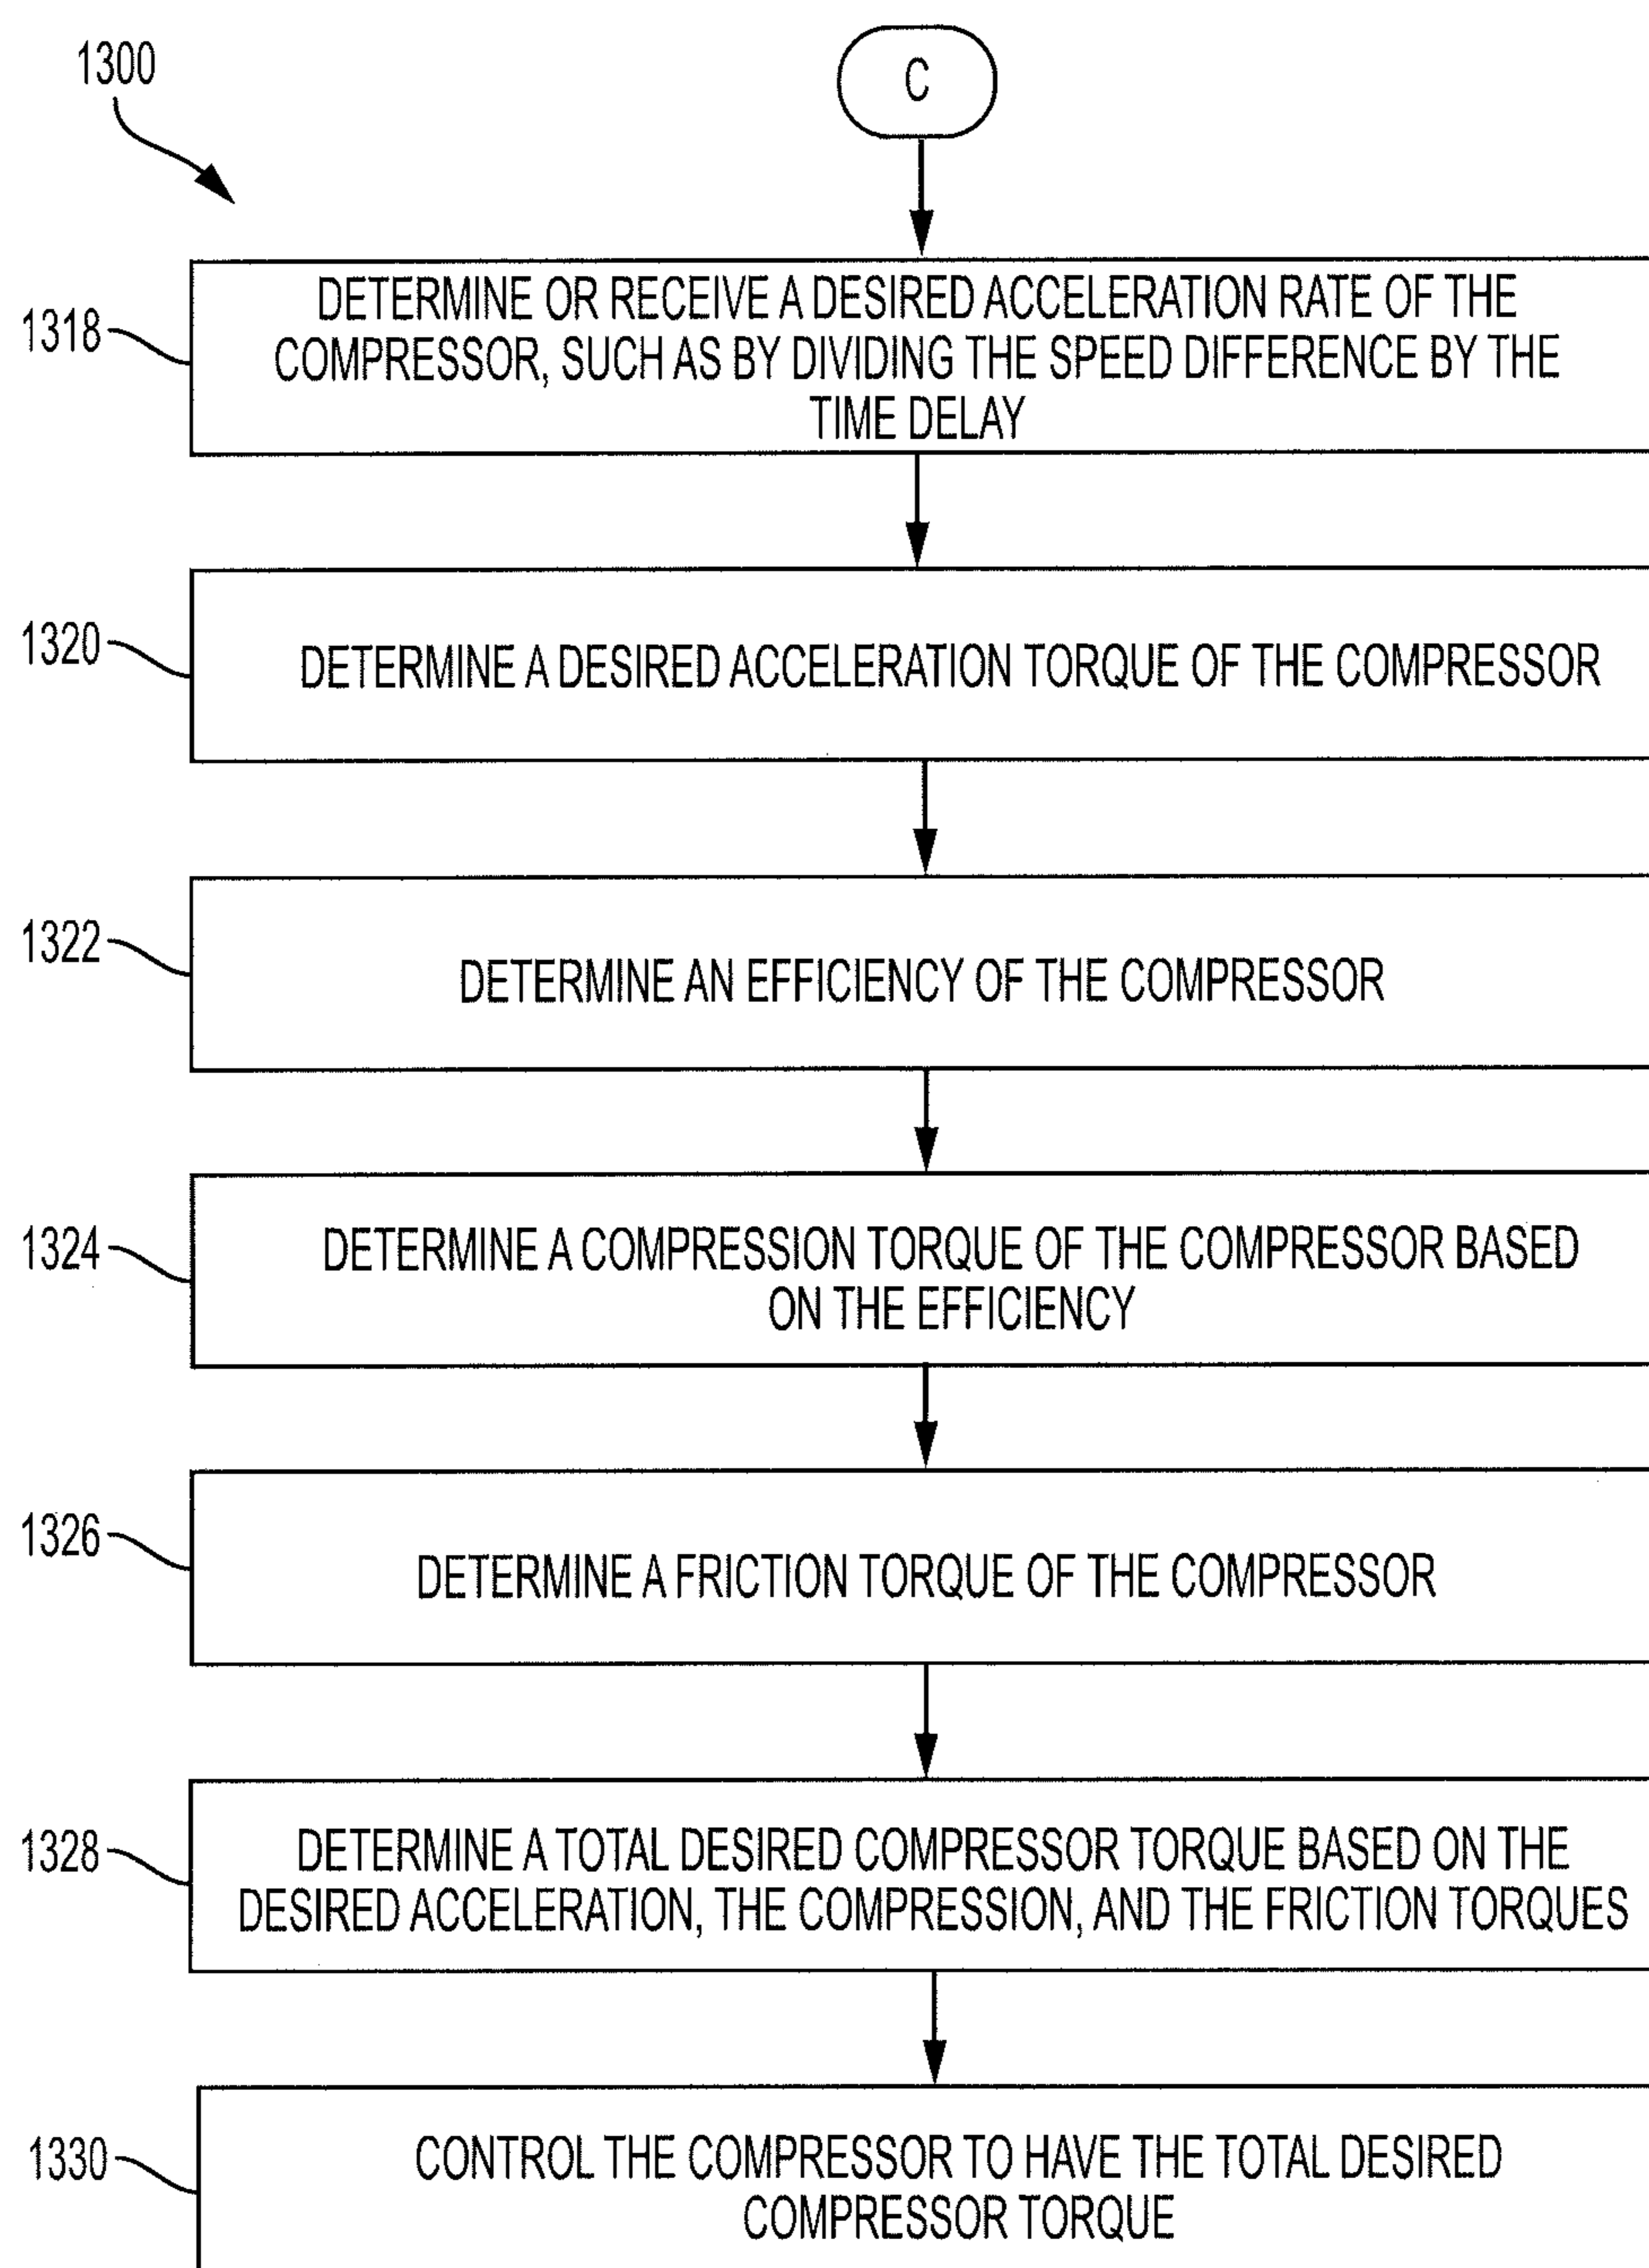 1300
C
1318
DETERMINE OR RECEIVE A DESIRED ACCELERATION RATE OF THE
COMPRESSOR, SUCH AS BY DIVIDING THE SPEED DIFFERENCE BY THE
TIME DELAY
1320
DETERMINE A DESIRED ACCELERATION TORQUE OF THE COMPRESSOR
1322
DETERMINE AN EFFICIENCY OF THE COMPRESSOR
1324
DETERMINE A COMPRESSION TORQUE OF THE COMPRESSOR BASED
ON THE EFFICIENCY
1326
DETERMINE A FRICTION TORQUE OF THE COMPRESSOR
1328
DETERMINE A TOTAL DESIRED COMPRESSOR TORQUE BASED ON THE
DESIRED ACCELERATION, THE COMPRESSION, AND THE FRICTION TORQUES
1330
CONTROL THE COMPRESSOR TO HAVE THE TOTAL DESIRED
COMPRESSOR TORQUE